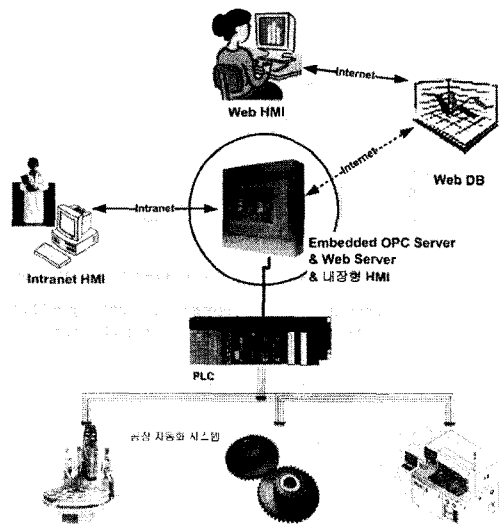 Internet
Web HMI
Internet
Web DB
Intranet
Intranet HMI
Embedded OPC Server
& Web Server
& 내장형 HMI
PLC
공장 자동화 시스템